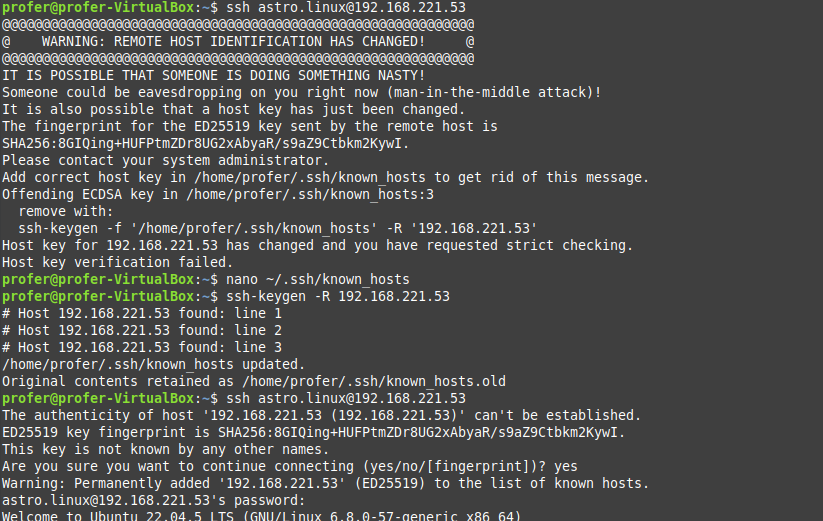 profer@profer-VirtualBox:~$ ssh astro.linux@192.168.221.53
@@@@@@@@@@@@@@@@@@@@@@@@@@@@@@@@@@@@@@@@@@@@@@@@@@@@@@@@@@@
@    WARNING: REMOTE HOST IDENTIFICATION HAS CHANGED!     @
@@@@@@@@@@@@@@@@@@@@@@@@@@@@@@@@@@@@@@@@@@@@@@@@@@@@@@@@@@@
IT IS POSSIBLE THAT SOMEONE IS DOING SOMETHING NASTY!
Someone could be eavesdropping on you right now (man-in-the-middle attack)!
It is also possible that a host key has just been changed.
The fingerprint for the ED25519 key sent by the remote host is
SHA256:8GIQing+HUFPtmZDr8UG2xAbyaR/s9aZ9Ctbkm2KywI.
Please contact your system administrator.
Add correct host key in /home/profer/.ssh/known_hosts to get rid of this message.
Offending ECDSA key in /home/profer/.ssh/known_hosts:3
  remove with:
  ssh-keygen -f '/home/profer/.ssh/known_hosts' -R '192.168.221.53'
Host key for 192.168.221.53 has changed and you have requested strict checking.
Host key verification failed.
profer@profer-VirtualBox:~$ nano ~/.ssh/known_hosts
profer@profer-VirtualBox:~$ ssh-keygen -R 192.168.221.53
# Host 192.168.221.53 found: line 1
# Host 192.168.221.53 found: line 2
# Host 192.168.221.53 found: line 3
/home/profer/.ssh/known_hosts updated.
Original contents retained as /home/profer/.ssh/known_hosts.old
profer@profer-VirtualBox:~$ ssh astro.linux@192.168.221.53
The authenticity of host '192.168.221.53 (192.168.221.53)' can't be established.
ED25519 key fingerprint is SHA256:8GIQing+HUFPtmZDr8UG2xAbyaR/s9aZ9Ctbkm2KywI.
This key is not known by any other names.
Are you sure you want to continue connecting (yes/no/[fingerprint])? yes
Warning: Permanently added '192.168.221.53' (ED25519) to the list of known hosts.
astro.linux@192.168.221.53's password:
Welcome to Ubuntu 22.04.5 LTS (GNU/Linux 6.8.0-57-generic x86_64)